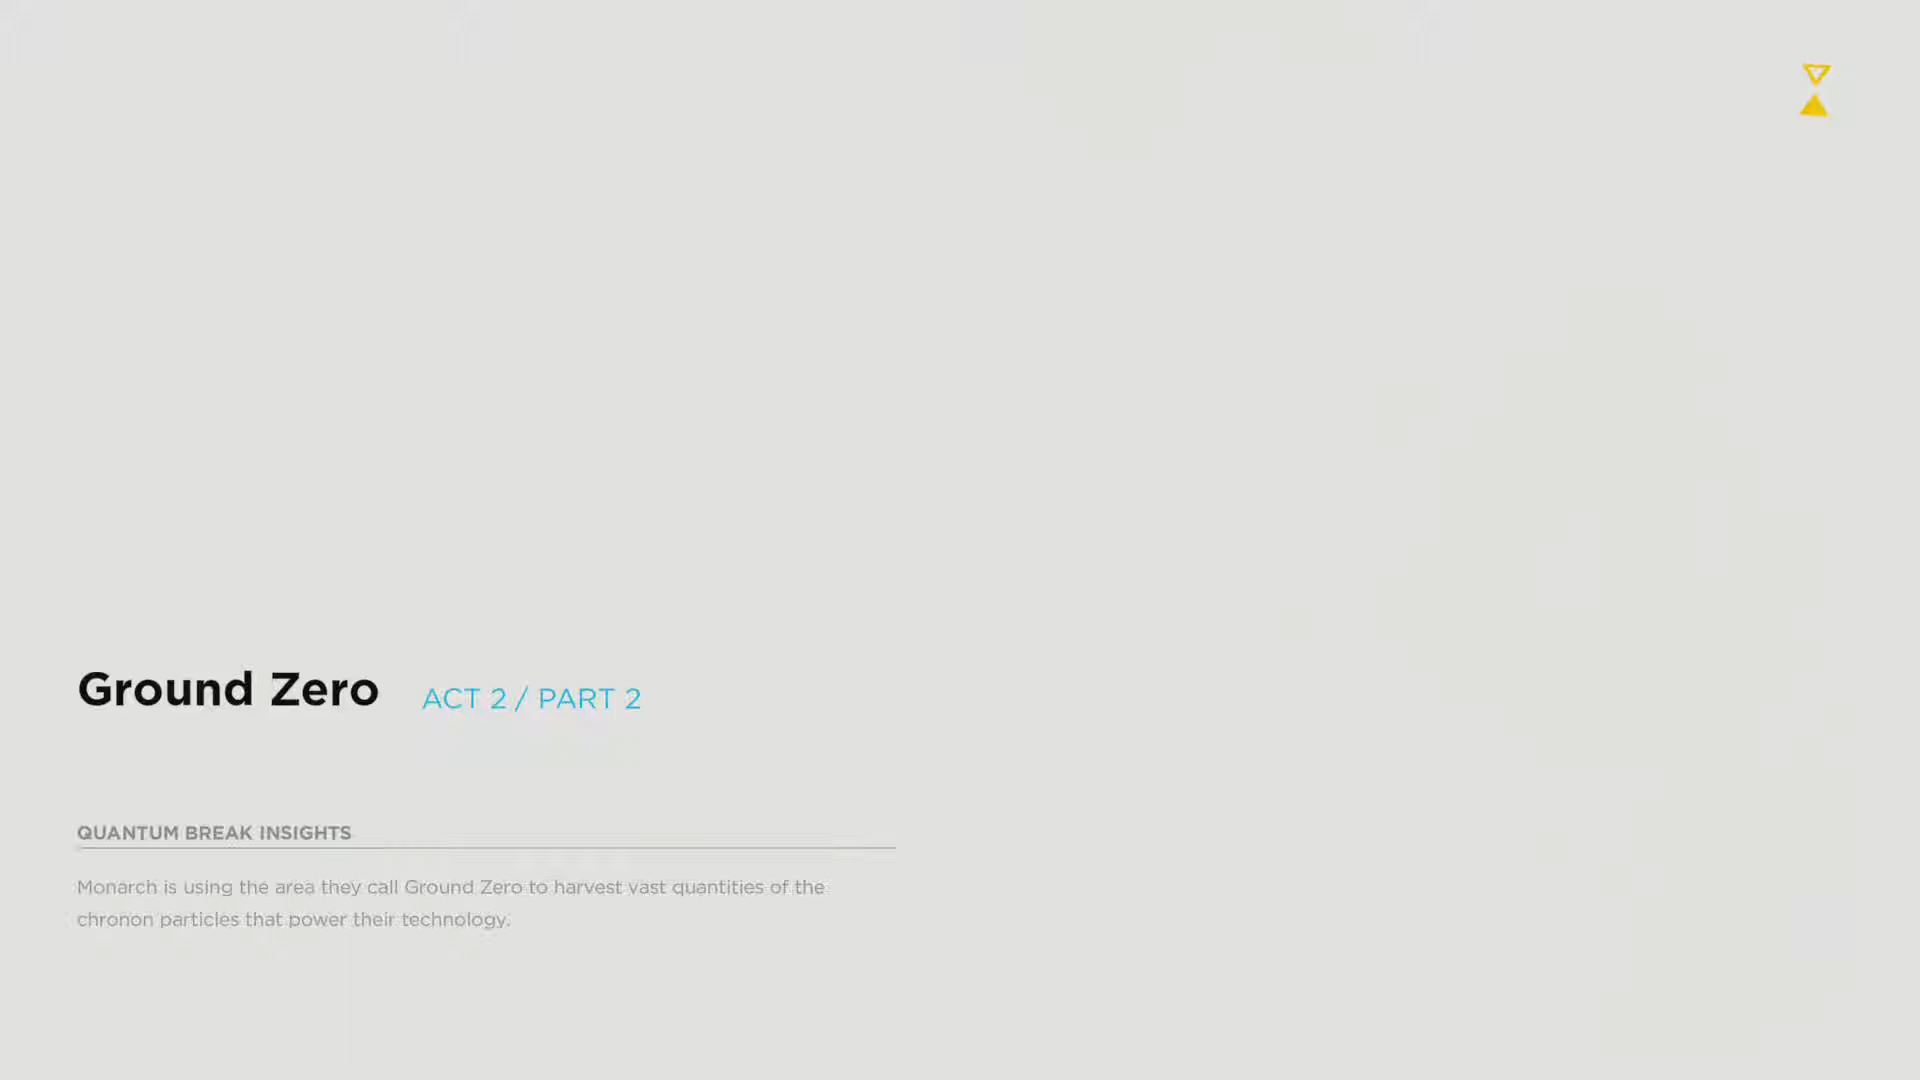 Ground Zero ACT 2 / PART 2
QUANTUM BREAK INSIGHTS
Monarch is using the area they call Ground Zero to harvest vast quantities of the
chronon particles that power their technology.